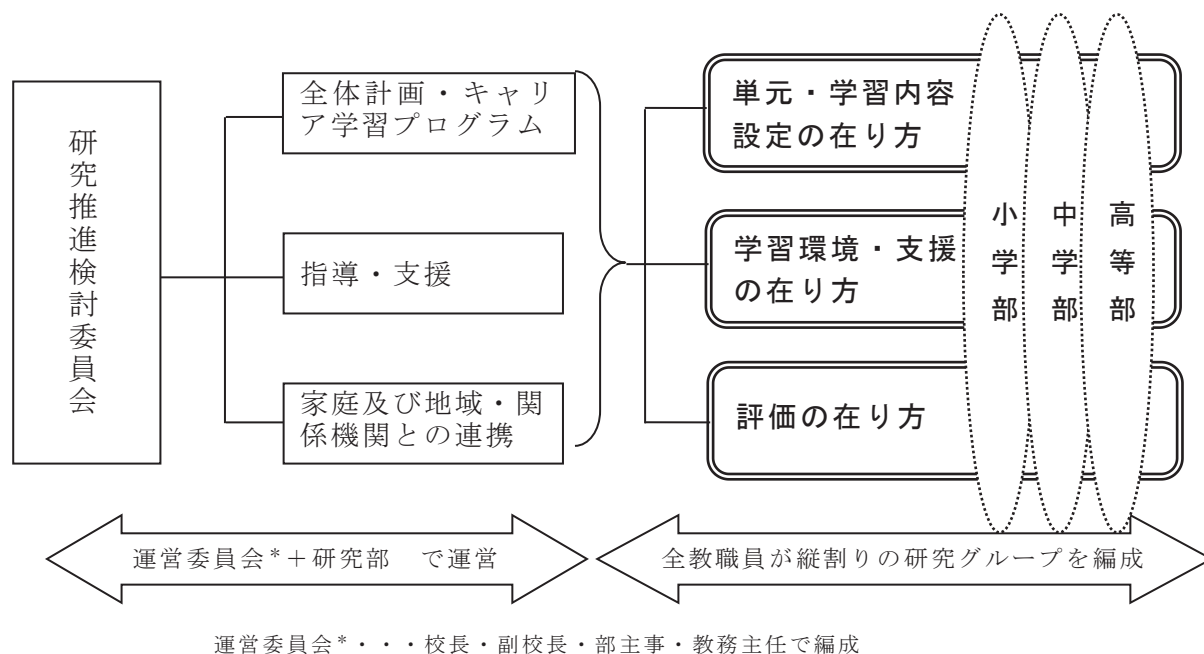 研究推進検討委員会
全体計画・キャリ
ア学習プログラム
指導・支援
家庭及び地域・関
係機関との連携
単元・学習内容
設定の在り方
学習環境・支援
の在り方
評価の在り方
小学部
中学部
高等部
運営委員会*＋研究部　で運営
全教職員が縦割りの研究グループを編成
運営委員会*・・・校長・副校長・部主事・教務主任で編成